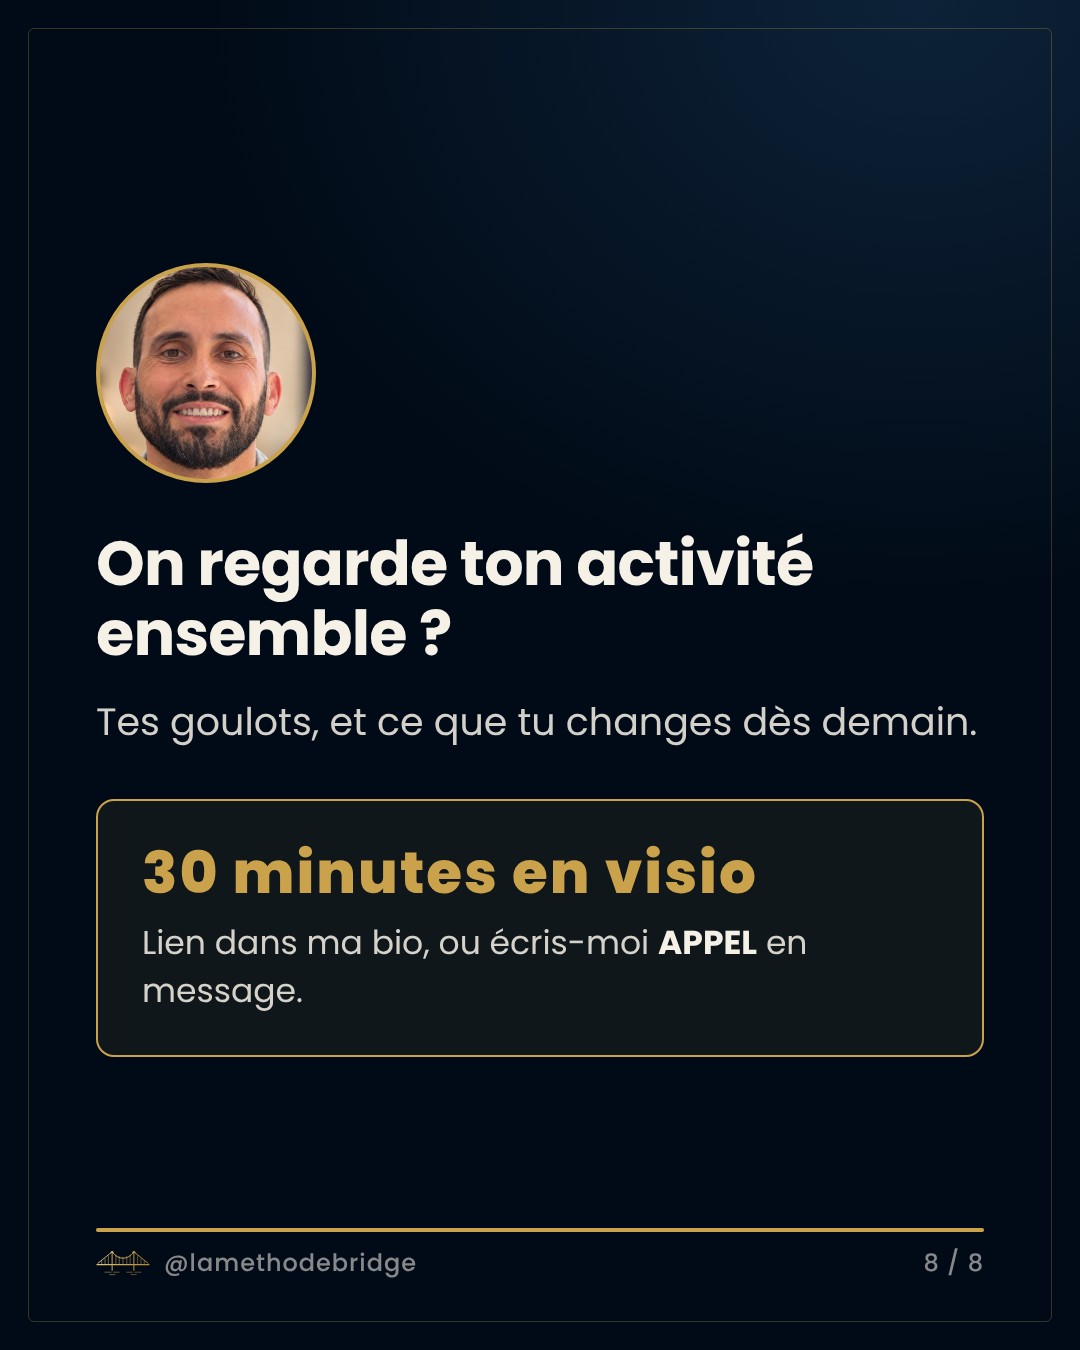 On regarde ton activité
ensemble ?
Tes goulots, et ce que tu changes dès demain.
30 minutes en visio
Lien dans ma bio, ou écris-moi APPEL en
message.
@lamethodebridge
8 / 8